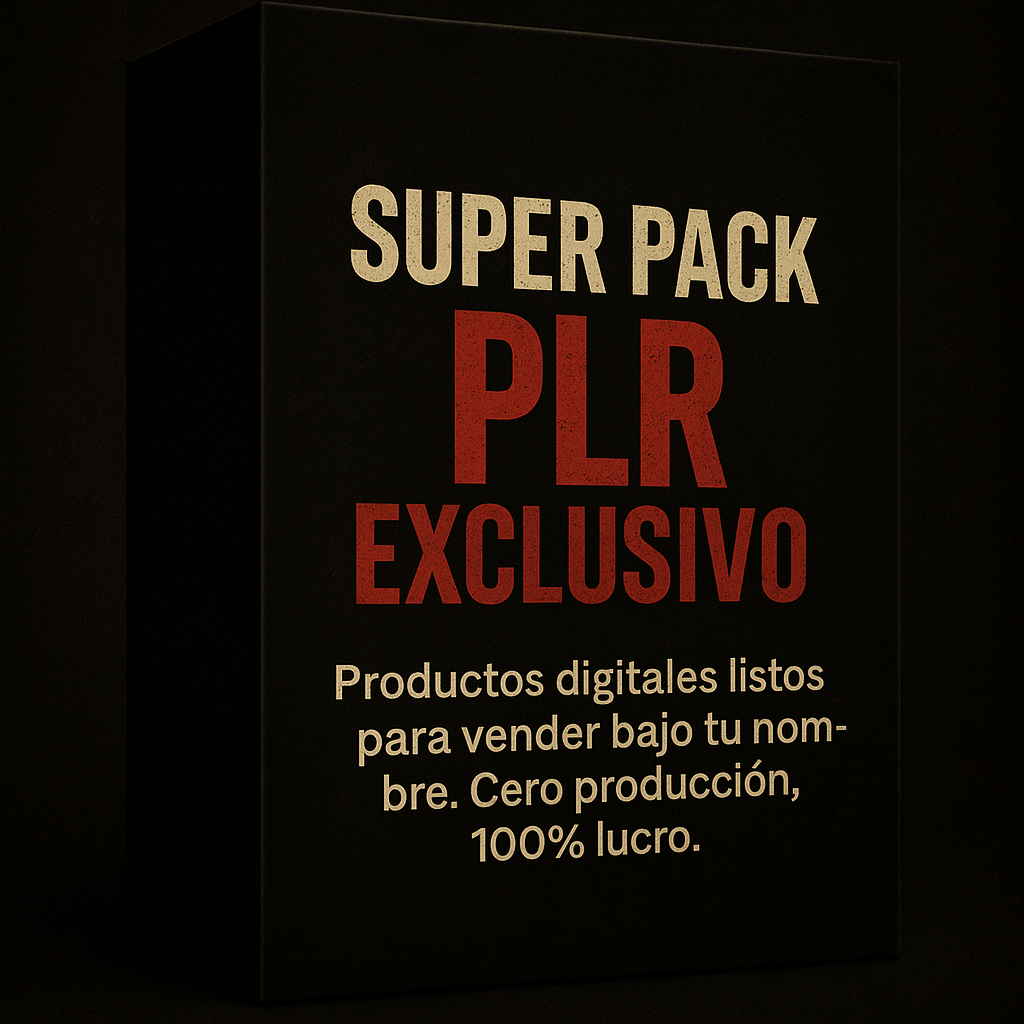 SUPER PACK
PLR
EXCLUSIVO
Productos digitales listos
para vender bajo tu nom-
bre. Cero producción,
100% lucro.